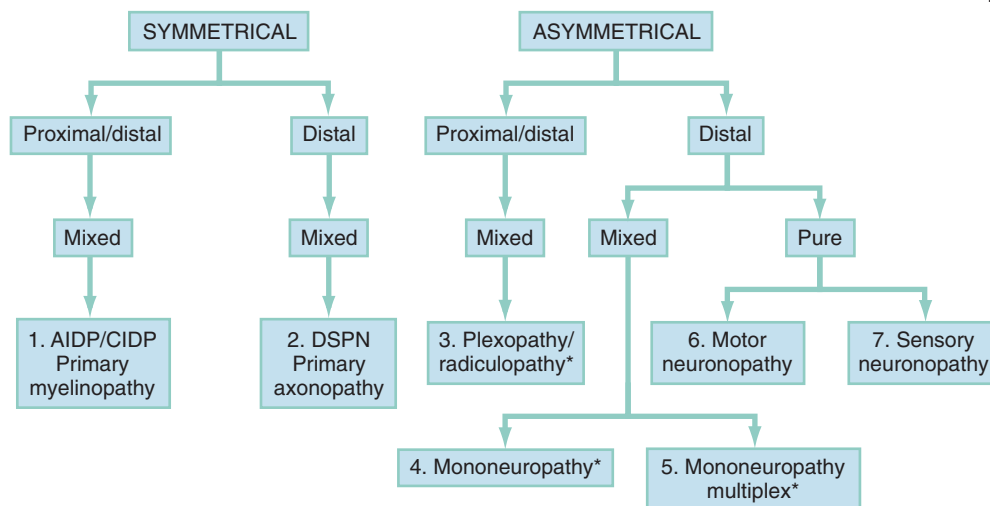 SYMMETRICAL
ASYMMETRICAL
Proximal/distal
Distal
Proximal/distal
Distal
Mixed
Mixed
Mixed
Mixed
Pure
1. AIDP/CIDP
Primary
myelinopathy
2. DSPN
Primary
axonopathy
3. Plexopathy/
radiculopathy*
6. Motor
neuronopathy
7. Sensory
neuronopathy
4. Mononeuropathy*
5. Mononeuropathy
multiplex*